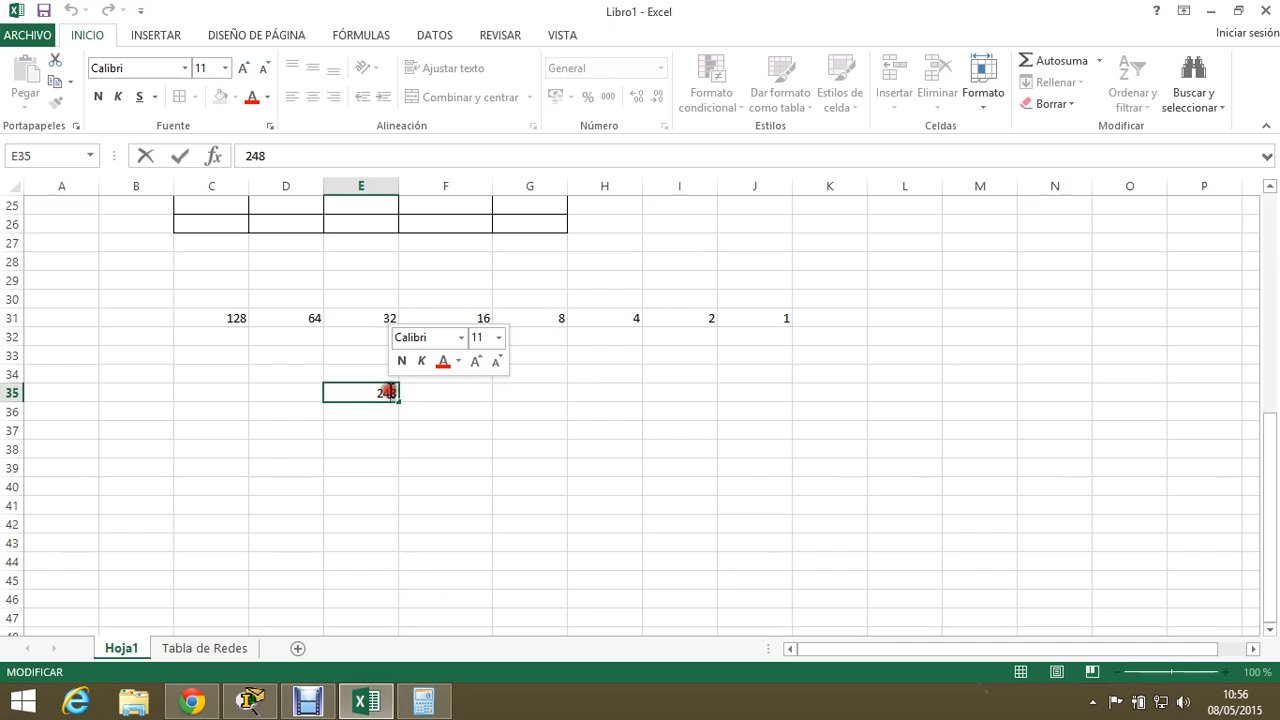 Libro1 - Excel
?
ARCHIVO INICIO INSERTAR DISEÑO DE PÁGINA FÓRMULAS DATOS REVISAR VISTA Iniciar sesión
Pegar
Calibri 11
N K S A
Ajustar texto
Combinar y centrar
General
% 000
Formato condicional
Dar formato como tabla
Estilos de celda
Insertar Eliminar Formato
Autosuma
Rellenar
Borrar
Ordenar y filtrar
Buscar y seleccionar
Portapapeles Fuente Alineación Número Estilos Celdas Modificar
E35 fx 248
A B C D E F G H I J K L M N O P
25
26
27
28
29
30
31 128 64 32 16 8 4 2 1
32
Calibri 11
33
N K A A A
34
35 248
36
37
38
39
40
41
42
43
44
45
46
47
Hoja1 Tabla de Redes
MODIFICAR 100 %
10:56
08/05/2015